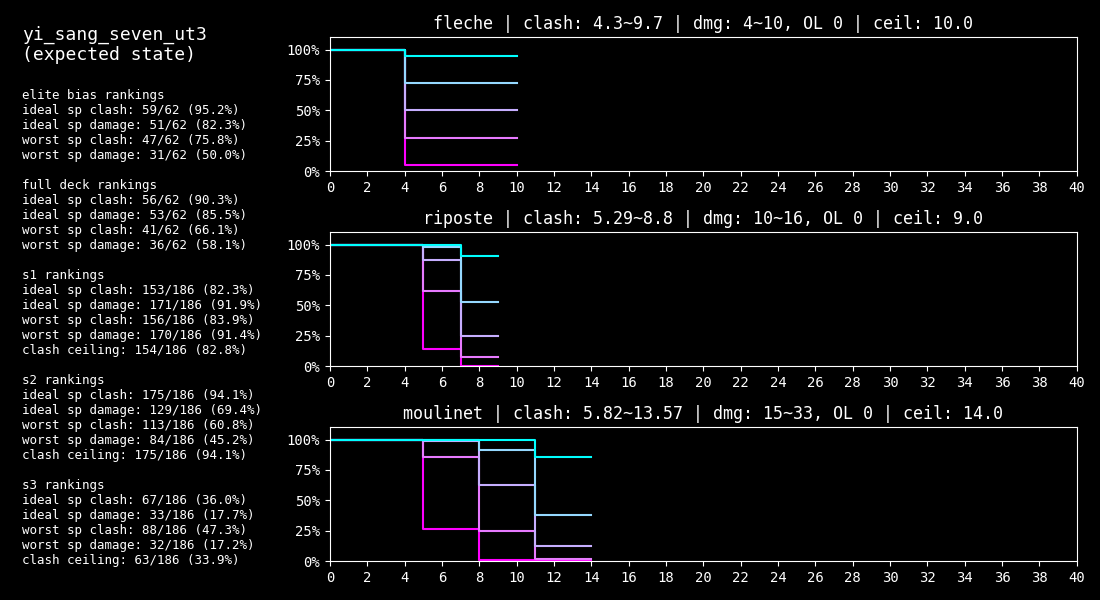 yi_sang_seven_ut3
(expected state)
elite bias rankings
ideal sp clash: 59/62 (95.2%)
ideal sp damage: 51/62 (82.3%)
worst sp clash: 47/62 (75.8%)
worst sp damage: 31/62 (50.0%)
full deck rankings
ideal sp clash: 56/62 (90.3%)
ideal sp damage: 53/62 (85.5%)
worst sp clash: 41/62 (66.1%)
worst sp damage: 36/62 (58.1%)
s1 rankings
ideal sp clash: 153/186 (82.3%)
ideal sp damage: 171/186 (91.9%)
worst sp clash: 156/186 (83.9%)
worst sp damage: 170/186 (91.4%)
clash ceiling: 154/186 (82.8%)
s2 rankings
ideal sp clash: 175/186 (94.1%)
ideal sp damage: 129/186 (69.4%)
worst sp clash: 113/186 (60.8%)
worst sp damage: 84/186 (45.2%)
clash ceiling: 175/186 (94.1%)
s3 rankings
ideal sp clash: 67/186 (36.0%)
ideal sp damage: 33/186 (17.7%)
worst sp clash: 88/186 (47.3%)
worst sp damage: 32/186 (17.2%)
clash ceiling: 63/186 (33.9%)
fleche | clash: 4.3~9.7 | dmg: 4~10, OL 0 | ceil: 10.0
100%
75%
50%
25%
0%
0 2 4 6 8 10 12 14 16 18 20 22 24 26 28 30 32 34 36 38 40
riposte | clash: 5.29~8.8 | dmg: 10~16, OL 0 | ceil: 9.0
100%
75%
50%
25%
0%
0 2 4 6 8 10 12 14 16 18 20 22 24 26 28 30 32 34 36 38 40
moulinet | clash: 5.82~13.57 | dmg: 15~33, OL 0 | ceil: 14.0
100%
75%
50%
25%
0%
0 2 4 6 8 10 12 14 16 18 20 22 24 26 28 30 32 34 36 38 40